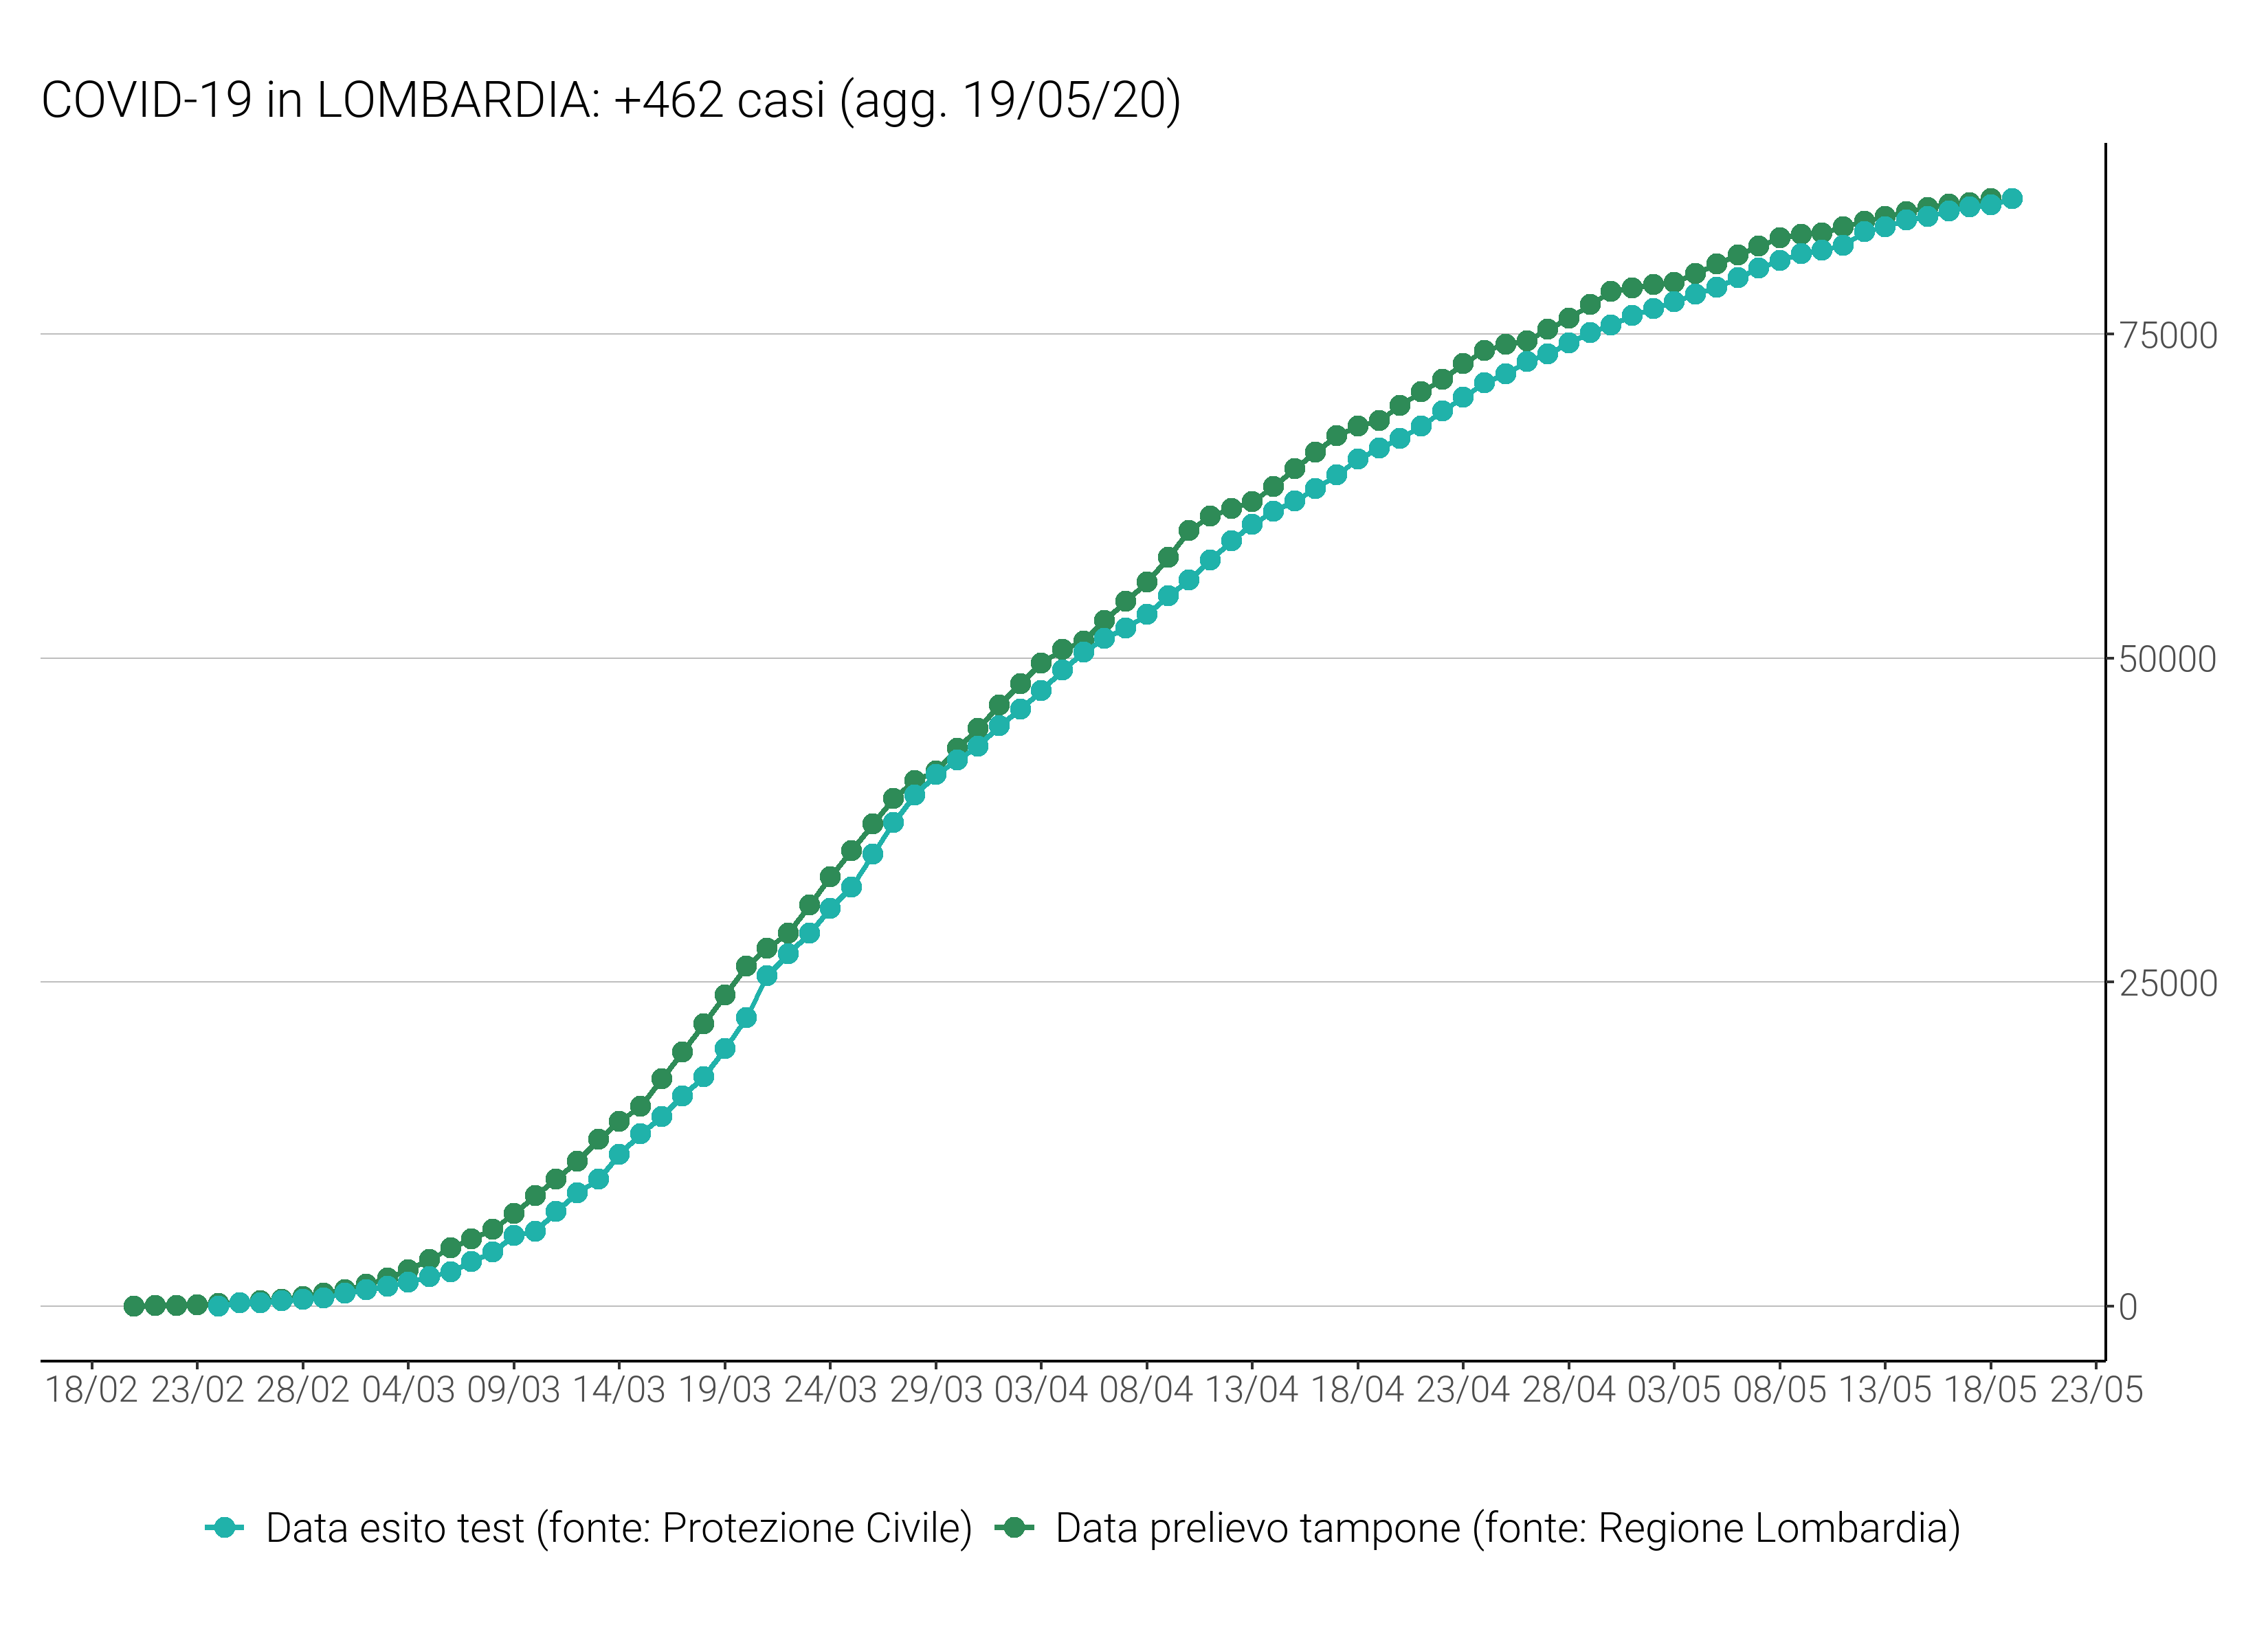 COVID-19 in LOMBARDIA: +462 casi (agg. 19/05/20)
75000
50000
25000
0
18/02 23/02 28/02 04/03 09/03 14/03 19/03 24/03 29/03 03/04 08/04 13/04 18/04 23/04 28/04 03/05 08/05 13/05 18/05 23/05
Data esito test (fonte: Protezione Civile) Data prelievo tampone (fonte: Regione Lombardia)